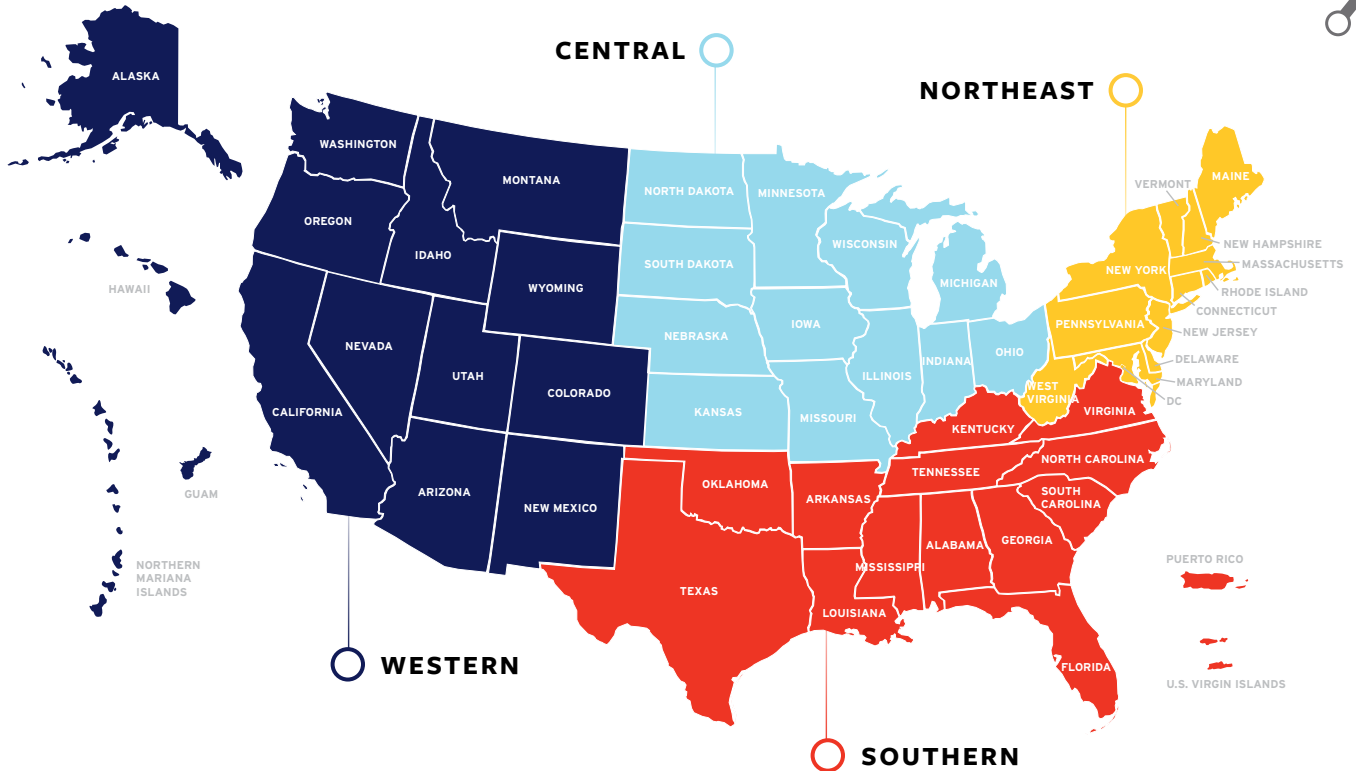 CENTRAL
NORTHEAST
ALASKA
WASHINGTON
MONTANA
NORTH DAKOTA
MINNESOTA
VERMONT
MAINE
OREGON
IDAHO
SOUTH DAKOTA
WISCONSIN
MICHIGAN
NEW YORK
NEW HAMPSHIRE
MASSACHUSETTS
RHODE ISLAND
CONNECTICUT
HAWAII
WYOMING
NEBRASKA
IOWA
PENNSYLVANIA
NEW JERSEY
NEVADA
UTAH
COLORADO
KANSAS
MISSOURI
ILLINOIS
INDIANA
OHIO
WEST
VIRGINIA
DELAWARE
MARYLAND
DC
CALIFORNIA
KENTUCKY
VIRGINIA
GUAM
ARIZONA
NEW MEXICO
OKLAHOMA
ARKANSAS
TENNESSEE
NORTH CAROLINA
SOUTH
CAROLINA
NORTHERN
MARIANA
ISLANDS
TEXAS
LOUISIANA
MISSISSIPPI
ALABAMA
GEORGIA
PUERTO RICO
FLORIDA
U.S. VIRGIN ISLANDS
WESTERN
SOUTHERN